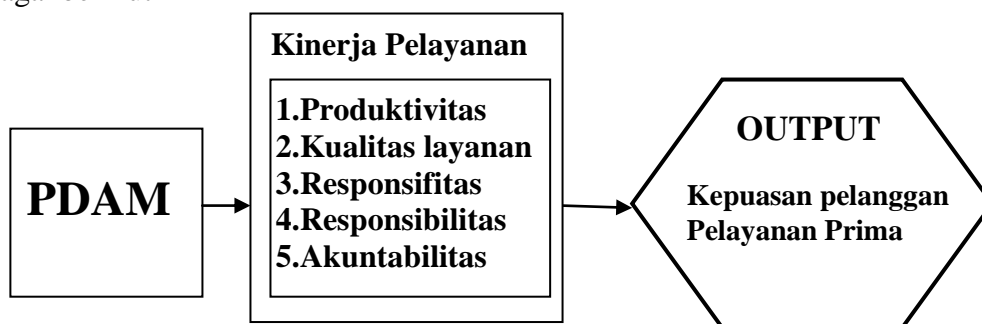 PDAM
Kinerja Pelayanan
1.Produktivitas
2.Kualitas layanan
3.Responsifitas
4.Responsibilitas
5.Akuntabilitas
OUTPUT
Kepuasan pelanggan
Pelayanan Prima